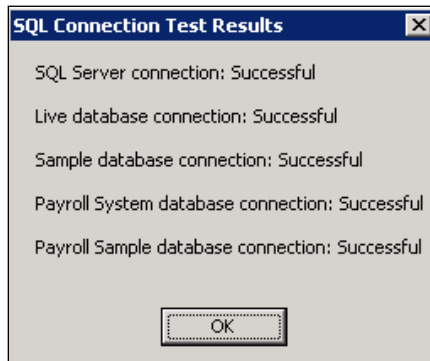 SQL Connection Test Results
SQL Server connection: Successful
Live database connection: Successful
Sample database connection: Successful
Payroll System database connection: Successful
Payroll Sample database connection: Successful
OK